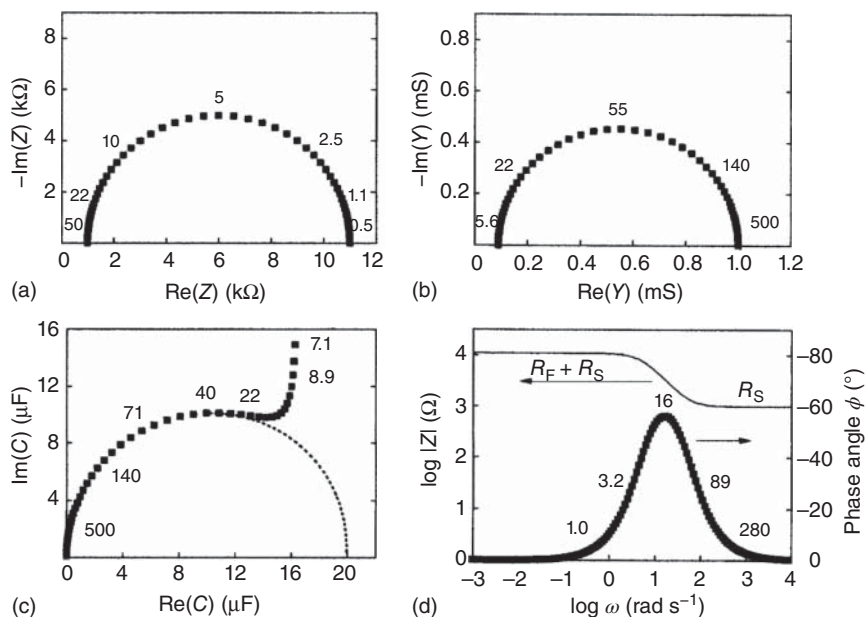 8
6
4
2
0 2 4 6 8 10 12
50
22
10
5
2.5
1.1
0.5
−Im(Z) (kΩ)
Re(Z) (kΩ)
(a)
0.8
0.6
0.4
0.2
0 0.2 0.4 0.6 0.8 1.0 1.2
5.6
22
55
140
500
−Im(Y) (mS)
Re(Y) (mS)
(b)
16
12
8
4
0 4 8 12 16 20
500
140
71
40
22
8.9
7.1
Im(C) (μF)
Re(C) (μF)
(c)
4
3
2
1
0
−3 −2 −1 0 1 2 3 4
−80
−60
−40
−20
0
R_F + R_S
R_S
16
3.2
89
1.0
280
log |Z| (Ω)
Phase angle ϕ (°)
log ω (rad s⁻¹)
(d)